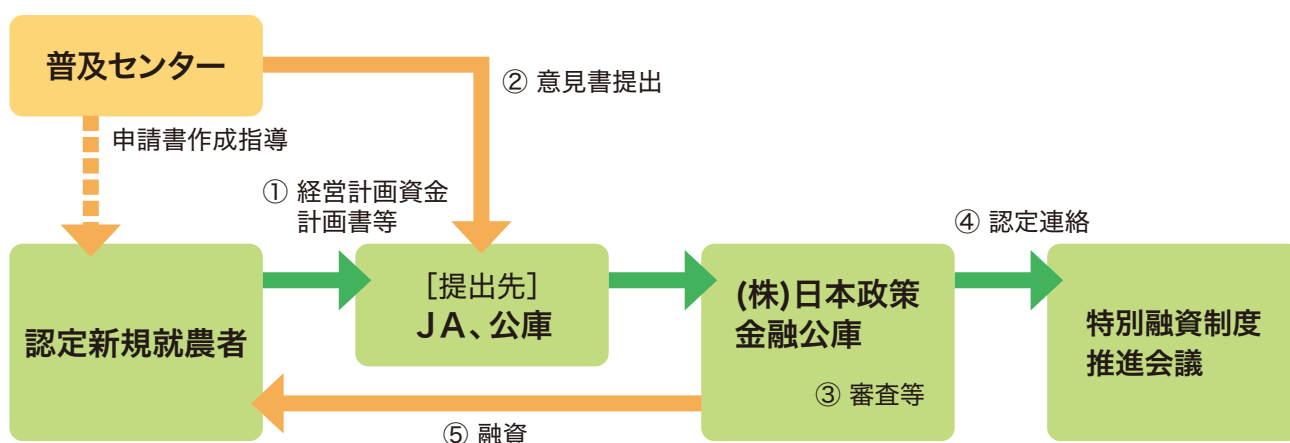 普及センター
② 意見書提出
申請書作成指導
① 経営計画資金
計画書等
④ 認定連絡
認定新規就農者
［提出先］
ＪＡ、公庫
(株)日本政策
金融公庫
③ 審査等
特別融資制度
推進会議
⑤ 融資